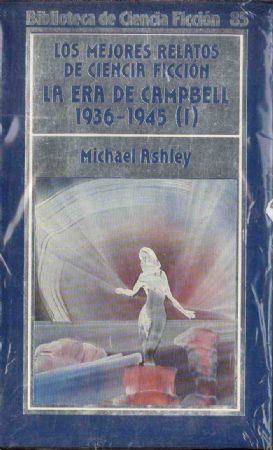 Biblioteca de Ciencia Ficción 85
LOS MEJORES RELATOS
DE CIENCIA FICCIÓN
LA ERA DE CAMPBELL
1936-1945 (I)
Michael Ashley